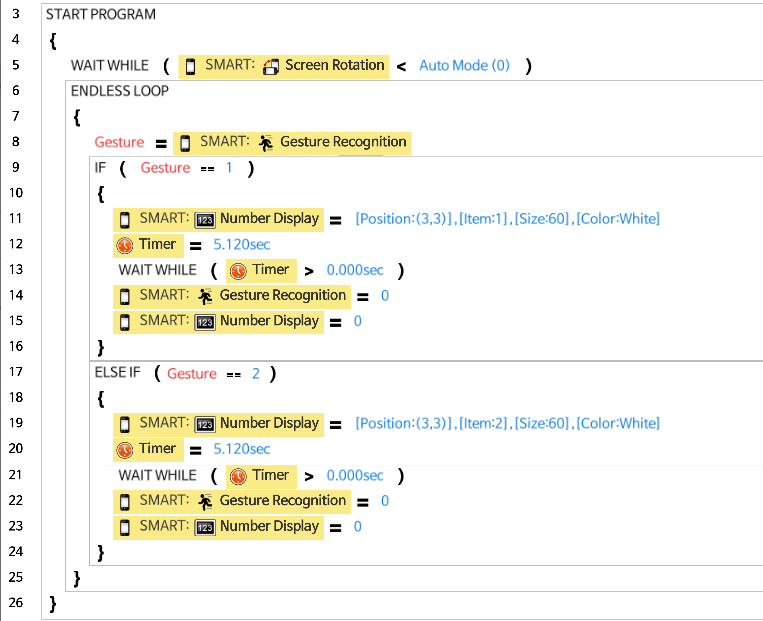 3 START PROGRAM
4 {
5 WAIT WHILE ( SMART: Screen Rotation < Auto Mode (0) )
6 ENDLESS LOOP
7 {
8 Gesture = SMART: Gesture Recognition
9 IF ( Gesture == 1 )
10 {
11 SMART: 123 Number Display = [Position:(3,3)],[Item:1],[Size:60],[Color:White]
12 Timer = 5.120sec
13 WAIT WHILE ( Timer > 0.000sec )
14 SMART: Gesture Recognition = 0
15 SMART: 123 Number Display = 0
16 }
17 ELSE IF ( Gesture == 2 )
18 {
19 SMART: 123 Number Display = [Position:(3,3)],[Item:2],[Size:60],[Color:White]
20 Timer = 5.120sec
21 WAIT WHILE ( Timer > 0.000sec )
22 SMART: Gesture Recognition = 0
23 SMART: 123 Number Display = 0
24 }
25 }
26 }